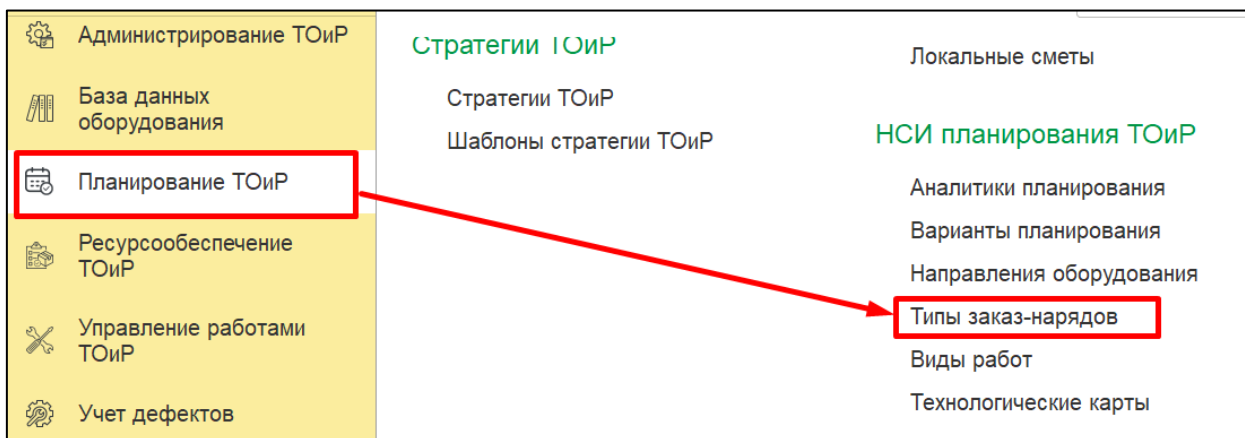 Администрирование ТОиР
База данных
оборудования
Планирование ТОиР
Ресурсообеспечение
ТОиР
Управление работами
ТОиР
Учет дефектов
Стратегии ТОиР
Стратегии ТОиР
Шаблоны стратегии ТОиР
Локальные сметы
НСИ планирования ТОиР
Аналитики планирования
Варианты планирования
Направления оборудования
Типы заказ-нарядов
Виды работ
Технологические карты